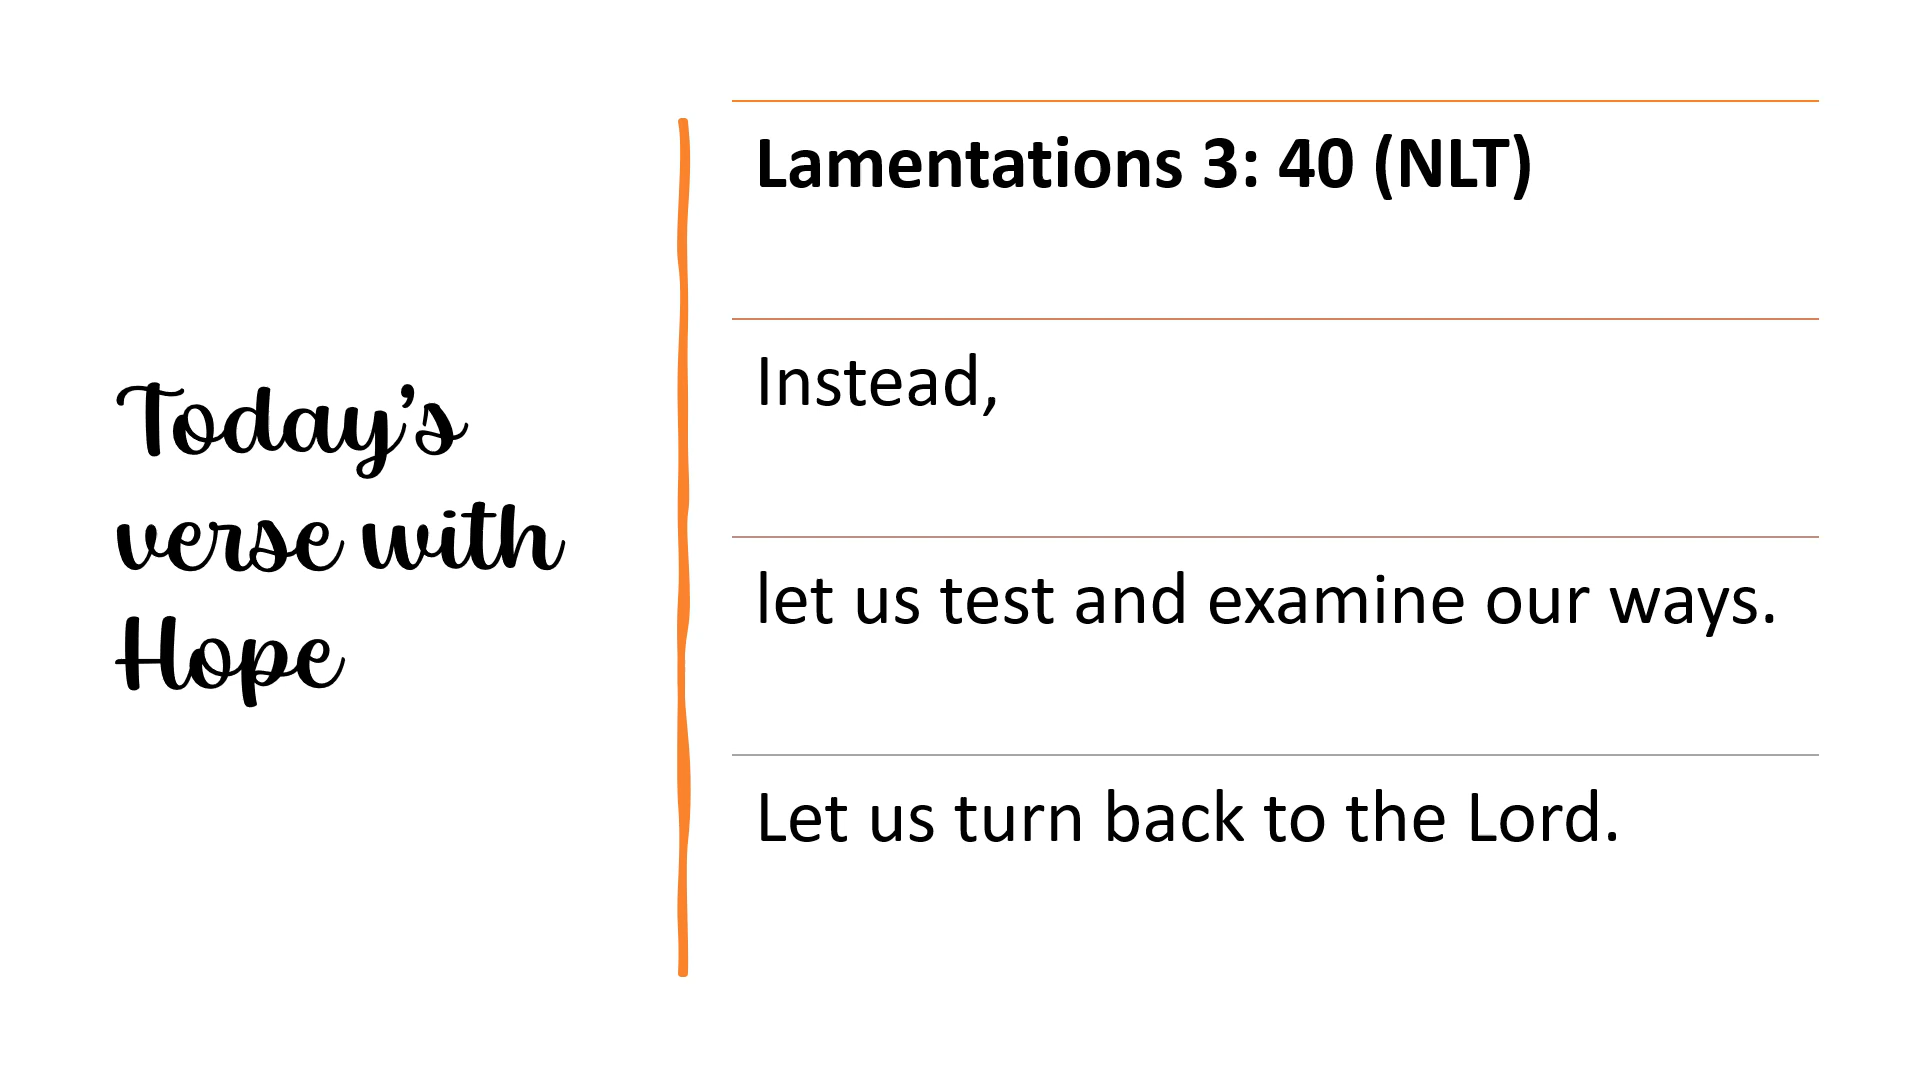 Today’s
verse with
Hope
Lamentations 3: 40 (NLT)
Instead,
let us test and examine our ways.
Let us turn back to the Lord.